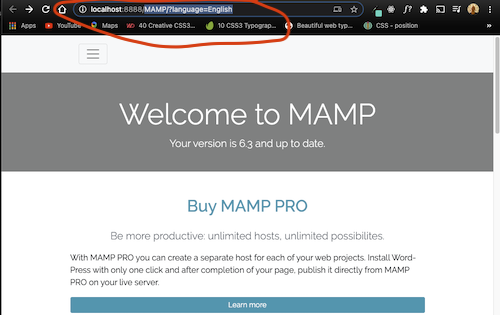 localhost:8888/MAMP/?language=English
Apps YouTube Maps 40 Creative CSS3... 10 CSS3 Typograp... Beautiful web typ... CSS - position
Welcome to MAMP
Your version is 6.3 and up to date.
Buy MAMP PRO
Be more productive: unlimited hosts, unlimited possibilites.
With MAMP PRO you can create a separate host for each of your web projects. Install Word-
Press with only one click and after completion of your page, publish it directly from MAMP
PRO on your live server.
Learn more